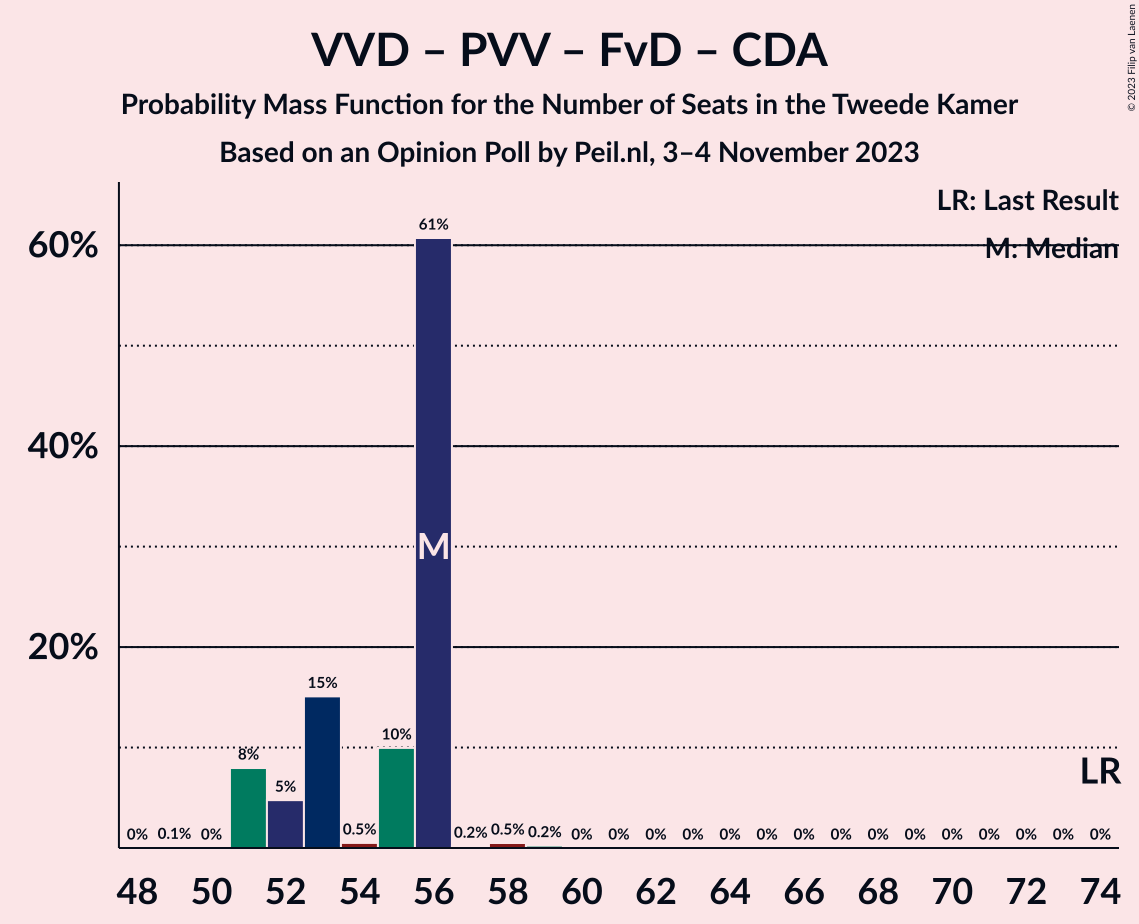 VVD – PVV – FvD – CDA
Probability Mass Function for the Number of Seats in the Tweede Kamer
Based on an Opinion Poll by Peil.nl, 3–4 November 2023
© 2023 Filip van Laenen
LR: Last Result
M: Median
60%
40%
20%
61%
M
15%
10%
8%
5%
LR
0% 0.1% 0% 0.5% 0.2% 0.5% 0.2% 0% 0% 0% 0% 0% 0% 0% 0% 0% 0% 0% 0% 0% 0% 0%
48 50 52 54 56 58 60 62 64 66 68 70 72 74